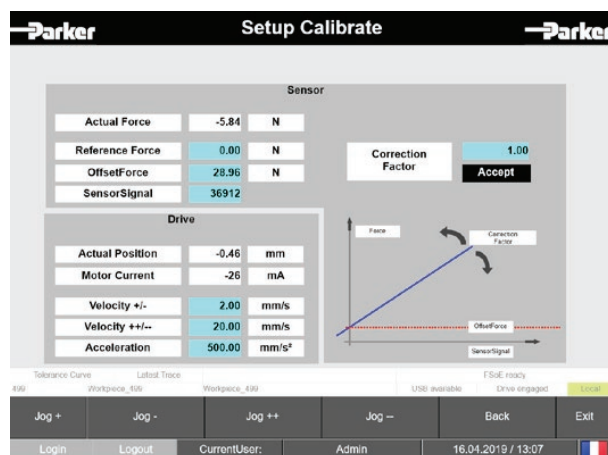 Parker Setup Calibrate Parker
Sensor
Actual Force -5.84 N
Reference Force 0.00 N
OffsetForce 28.96 N
SensorSignal 36912
Correction Factor 1.00
Accept
Drive
Actual Position -0.46 mm
Motor Current -26 mA
Velocity +/- 2.00 mm/s
Velocity ++/-- 20.00 mm/s
Acceleration 500.00 mm/s²
Force
Correction
Factor
OffsetForce
SensorSignal
Tolerance Curve Latest Trace FSoE ready
499 Workpiece_499 Workpiece_499 USB available Drive engaged Local
Jog + Jog - Jog ++ Jog -- Back Exit
Login Logout CurrentUser: Admin 16.04.2019 / 13:07